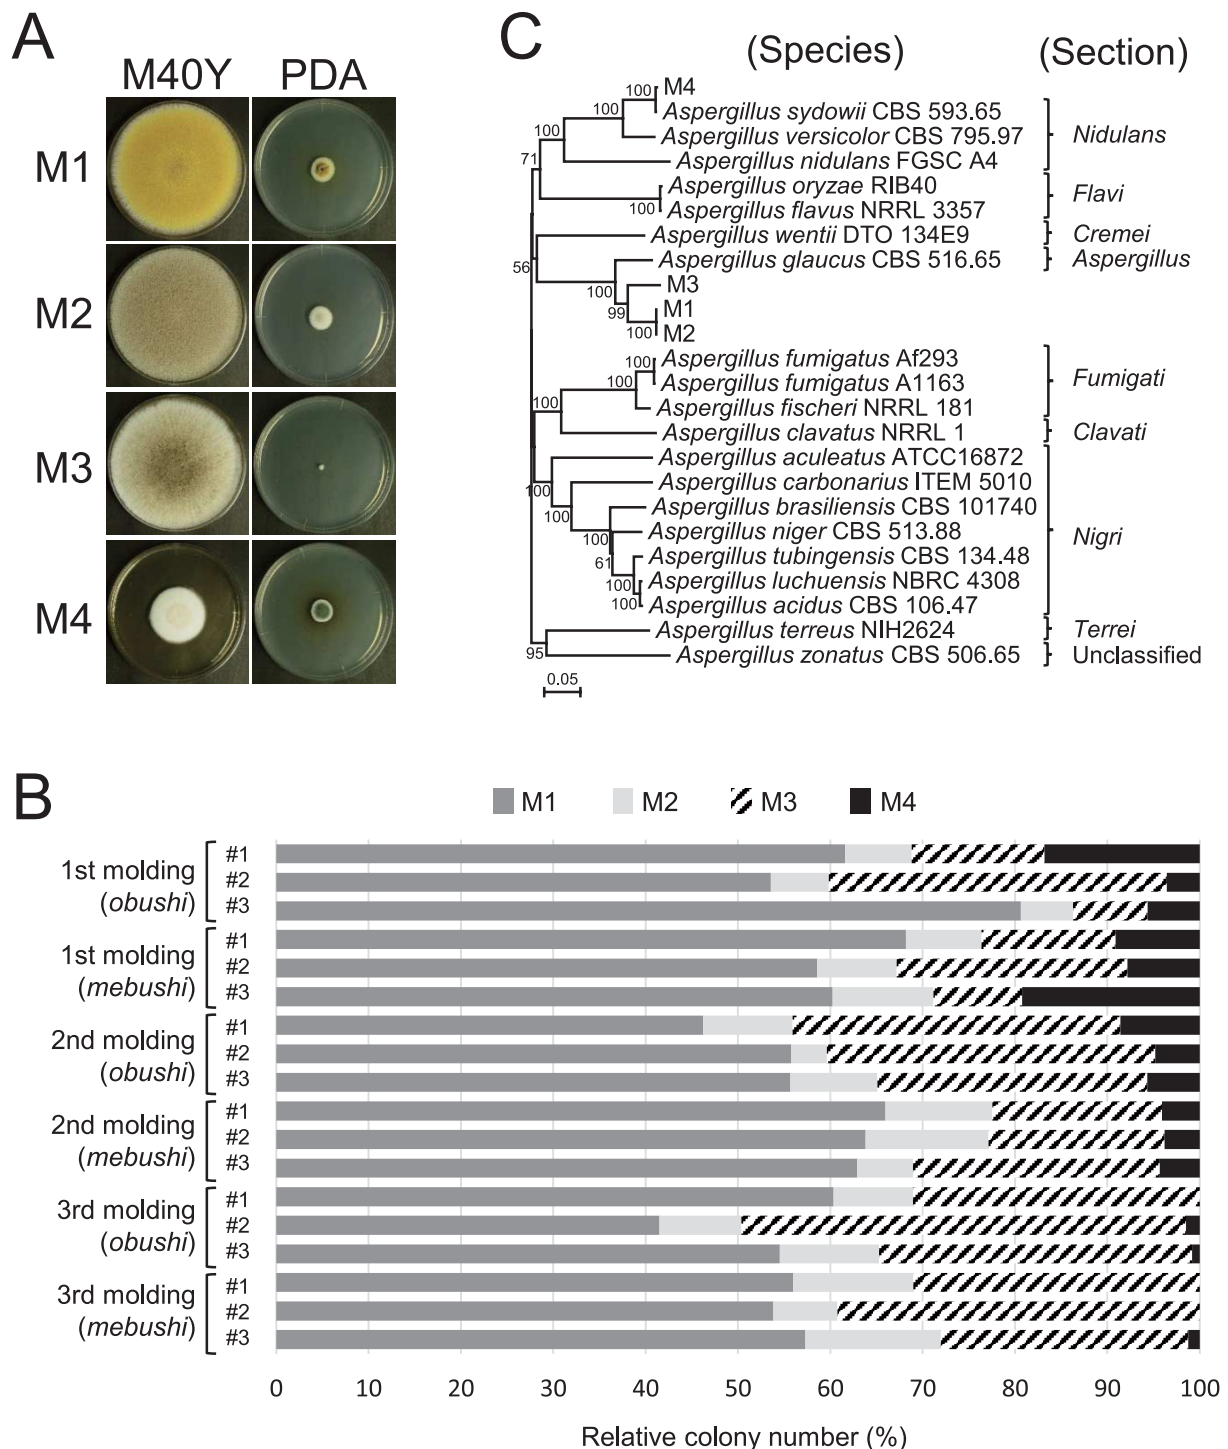 A
M40Y PDA
M1
M2
M3
M4
C
(Species) (Section)
M4
Aspergillus sydowii CBS 593.65
Aspergillus versicolor CBS 795.97
Aspergillus nidulans FGSC A4
Aspergillus oryzae RIB40
Aspergillus flavus NRRL 3357
Aspergillus wentii DTO 134E9
Aspergillus glaucus CBS 516.65
M3
M1
M2
Aspergillus fumigatus Af293
Aspergillus fumigatus A1163
Aspergillus fischeri NRRL 181
Aspergillus clavatus NRRL 1
Aspergillus aculeatus ATCC16872
Aspergillus carbonarius ITEM 5010
Aspergillus brasiliensis CBS 101740
Aspergillus niger CBS 513.88
Aspergillus tubingensis CBS 134.48
Aspergillus luchuensis NBRC 4308
Aspergillus acidus CBS 106.47
Aspergillus terreus NIH2624
Aspergillus zonatus CBS 506.65
Nidulans
Flavi
Cremei
Aspergillus
Fumigati
Clavati
Nigri
Terrei
Unclassified
100
100
100
71
100
56
100
99
100
100
100
100
100
100
100
61
100
100
95
0.05
B
M1 M2 M3 M4
1st molding
(obushi)
#1
#2
#3
1st molding
(mebushi)
#1
#2
#3
2nd molding
(obushi)
#1
#2
#3
2nd molding
(mebushi)
#1
#2
#3
3rd molding
(obushi)
#1
#2
#3
3rd molding
(mebushi)
#1
#2
#3
0 10 20 30 40 50 60 70 80 90 100
Relative colony number (%)